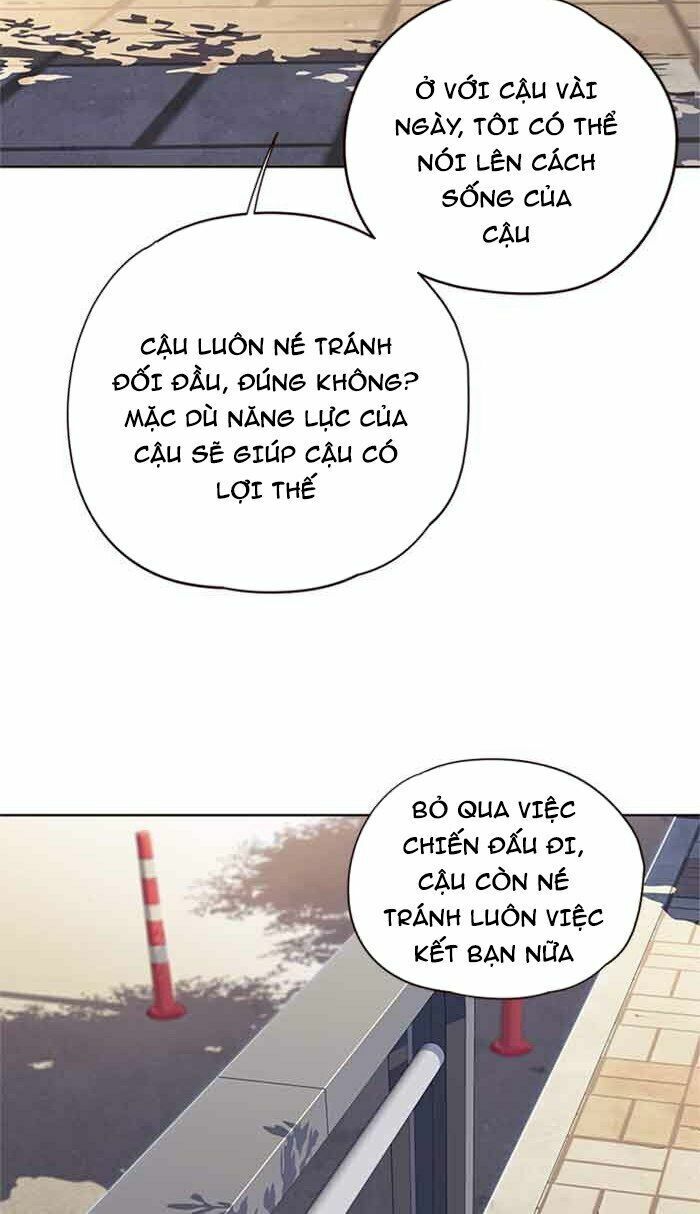 Ở VỚI CẬU VÀI
NGÀY, TÔI CÓ THỂ
NÓI LÊN CÁCH
SỐNG CỦA
CẬU
CẬU LUÔN NÉ TRÁNH
ĐỐI ĐẦU, ĐÚNG KHÔNG?
MẶC DÙ NĂNG LỰC CỦA
CẬU SẼ GIÚP CẬU CÓ
LỢI THẾ
BỎ QUA VIỆC
CHIẾN ĐẤU ĐI,
CẬU CÒN NÉ
TRÁNH LUÔN VIỆC
KẾT BẠN NỮA